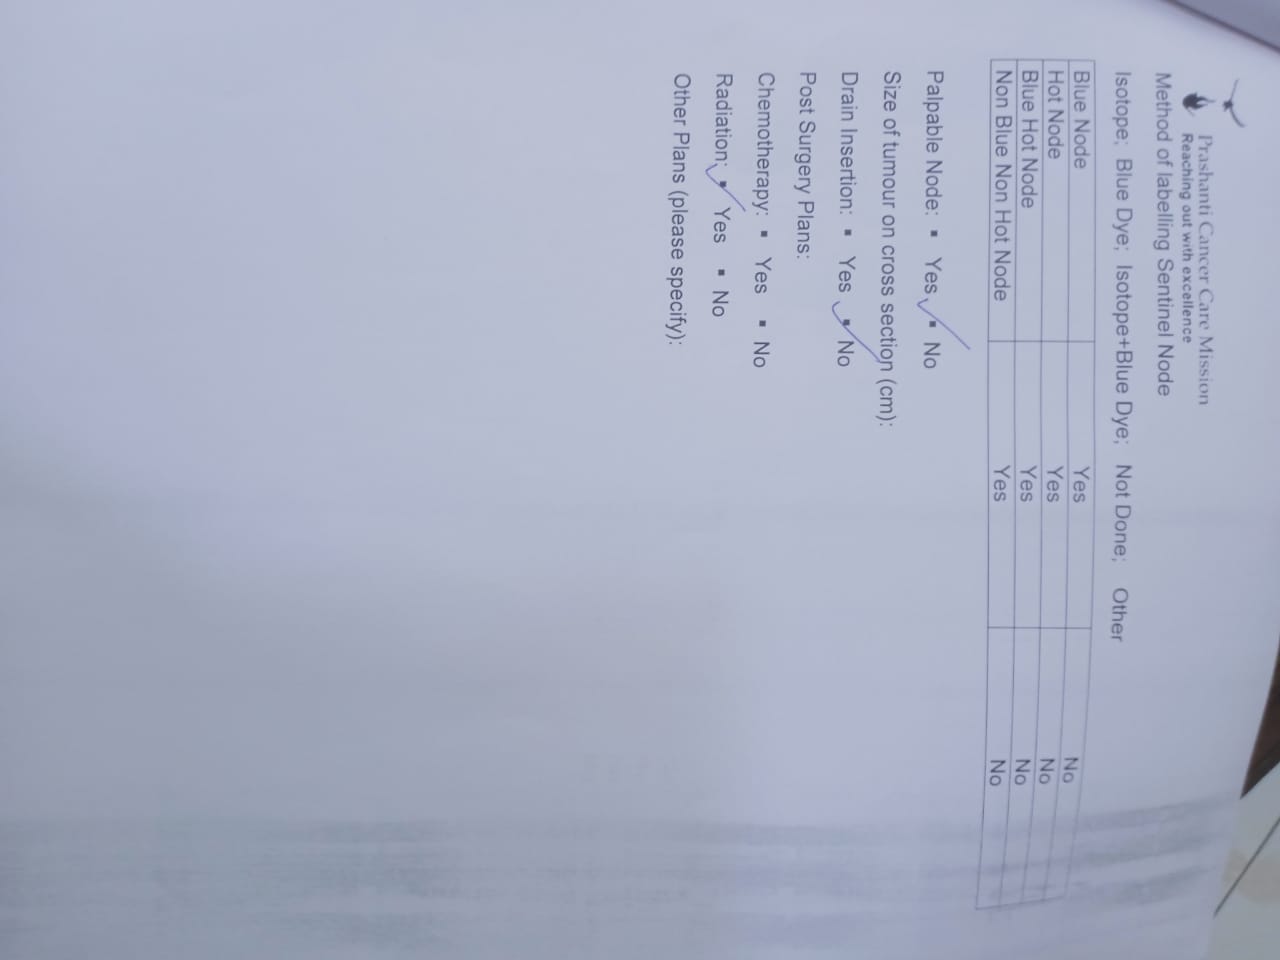 Prashanti Cancer Care Mission
Reaching out with excellence
Method of labelling Sentinel Node
Isotope; Blue Dye; Isotope+Blue Dye; Not Done; Other
Blue Node Yes No
Hot Node Yes No
Blue Hot Node Yes No
Non Blue Non Hot Node Yes No
Palpable Node: ▪ Yes ✓▪ No
Size of tumour on cross section (cm):
Drain Insertion: ▪ Yes ✓▪ No
Post Surgery Plans:
Chemotherapy: ▪ Yes ▪ No
Radiation: ✓▪ Yes ▪ No
Other Plans (please specify):